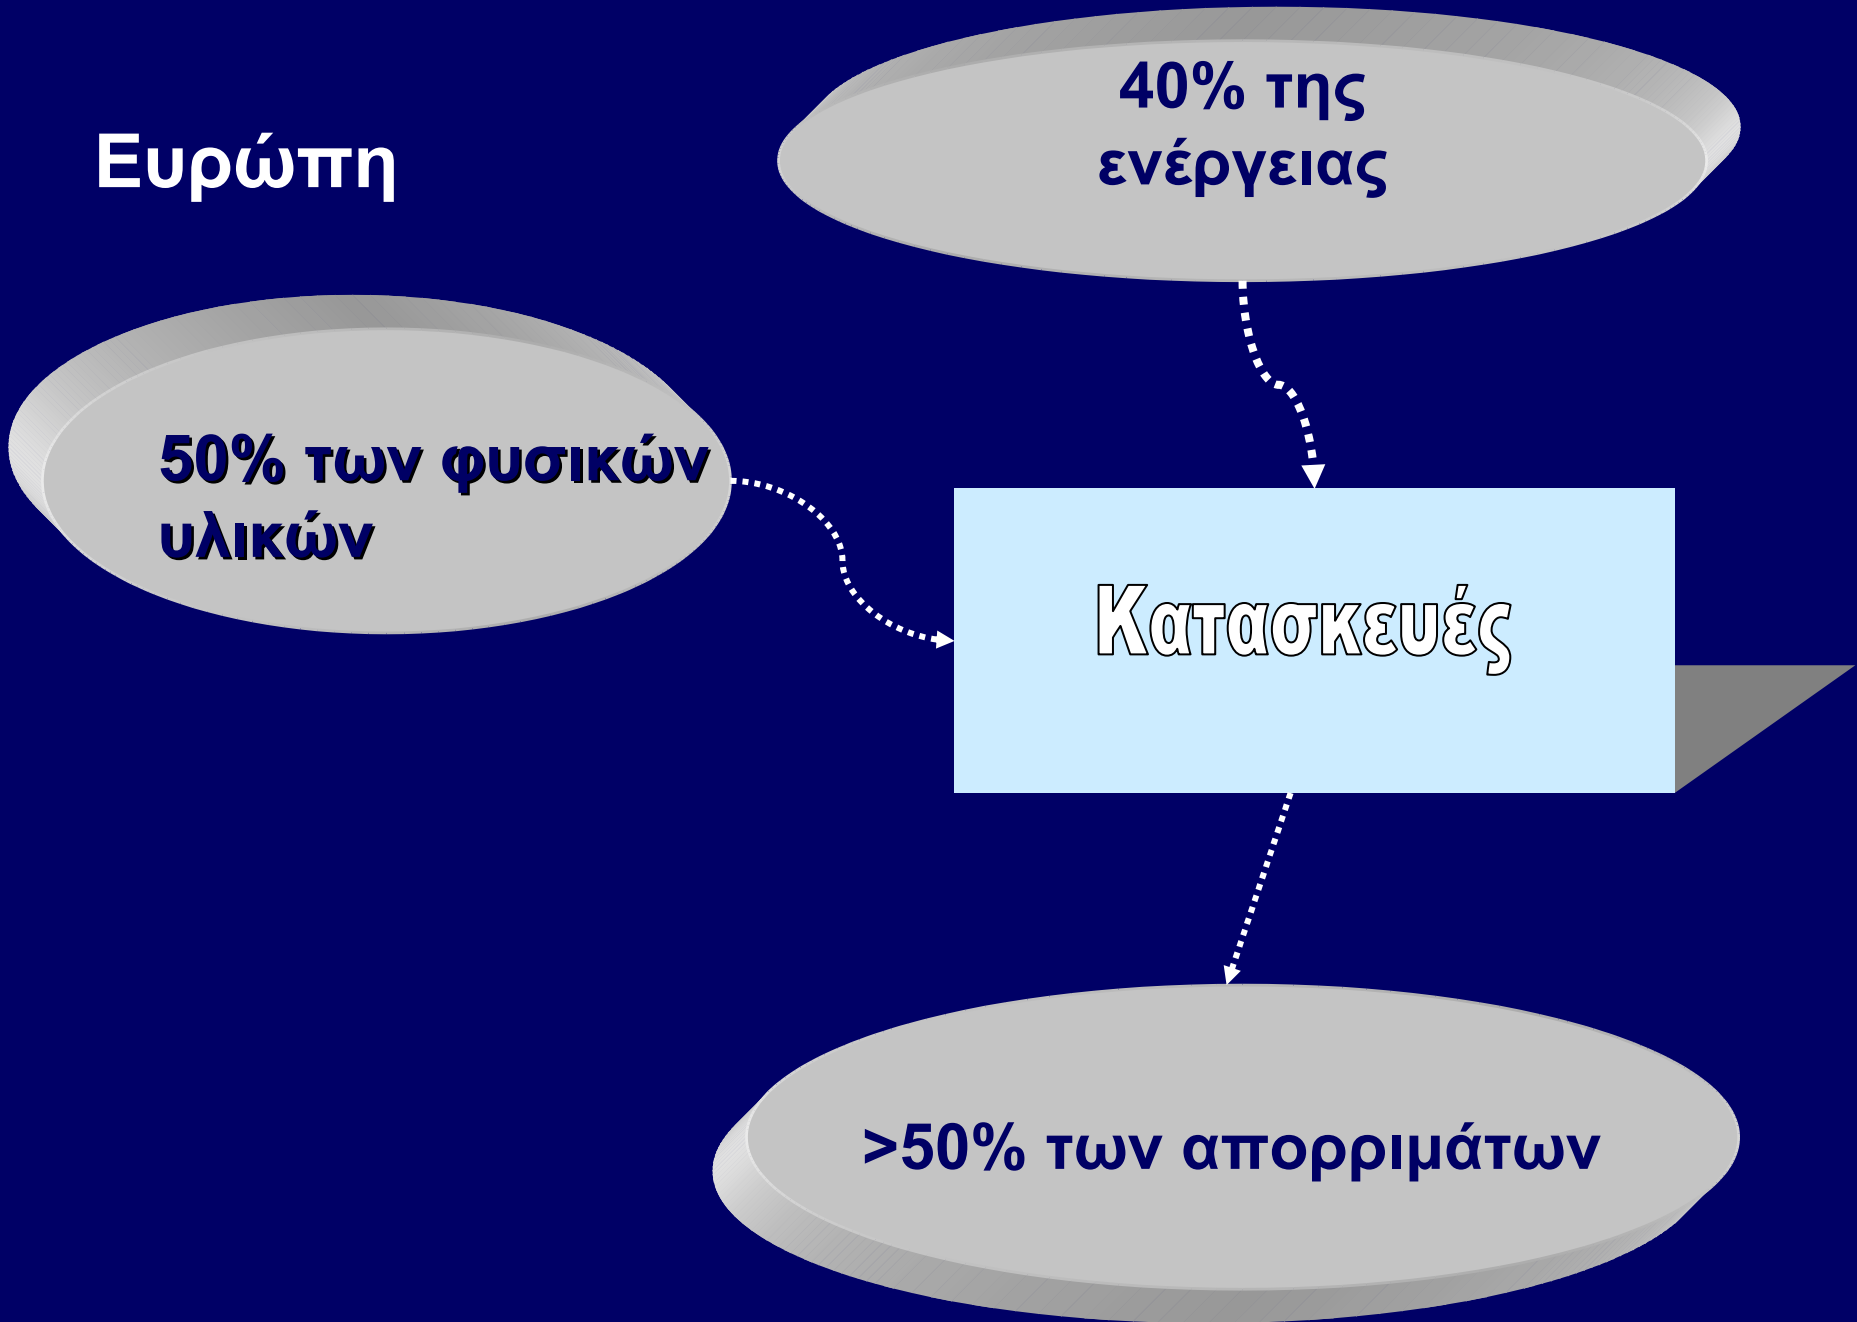 Ευρώπη
40% της
ενέργειας
50% των φυσικών
υλικών
Κατασκευές
>50% των απορριμάτων